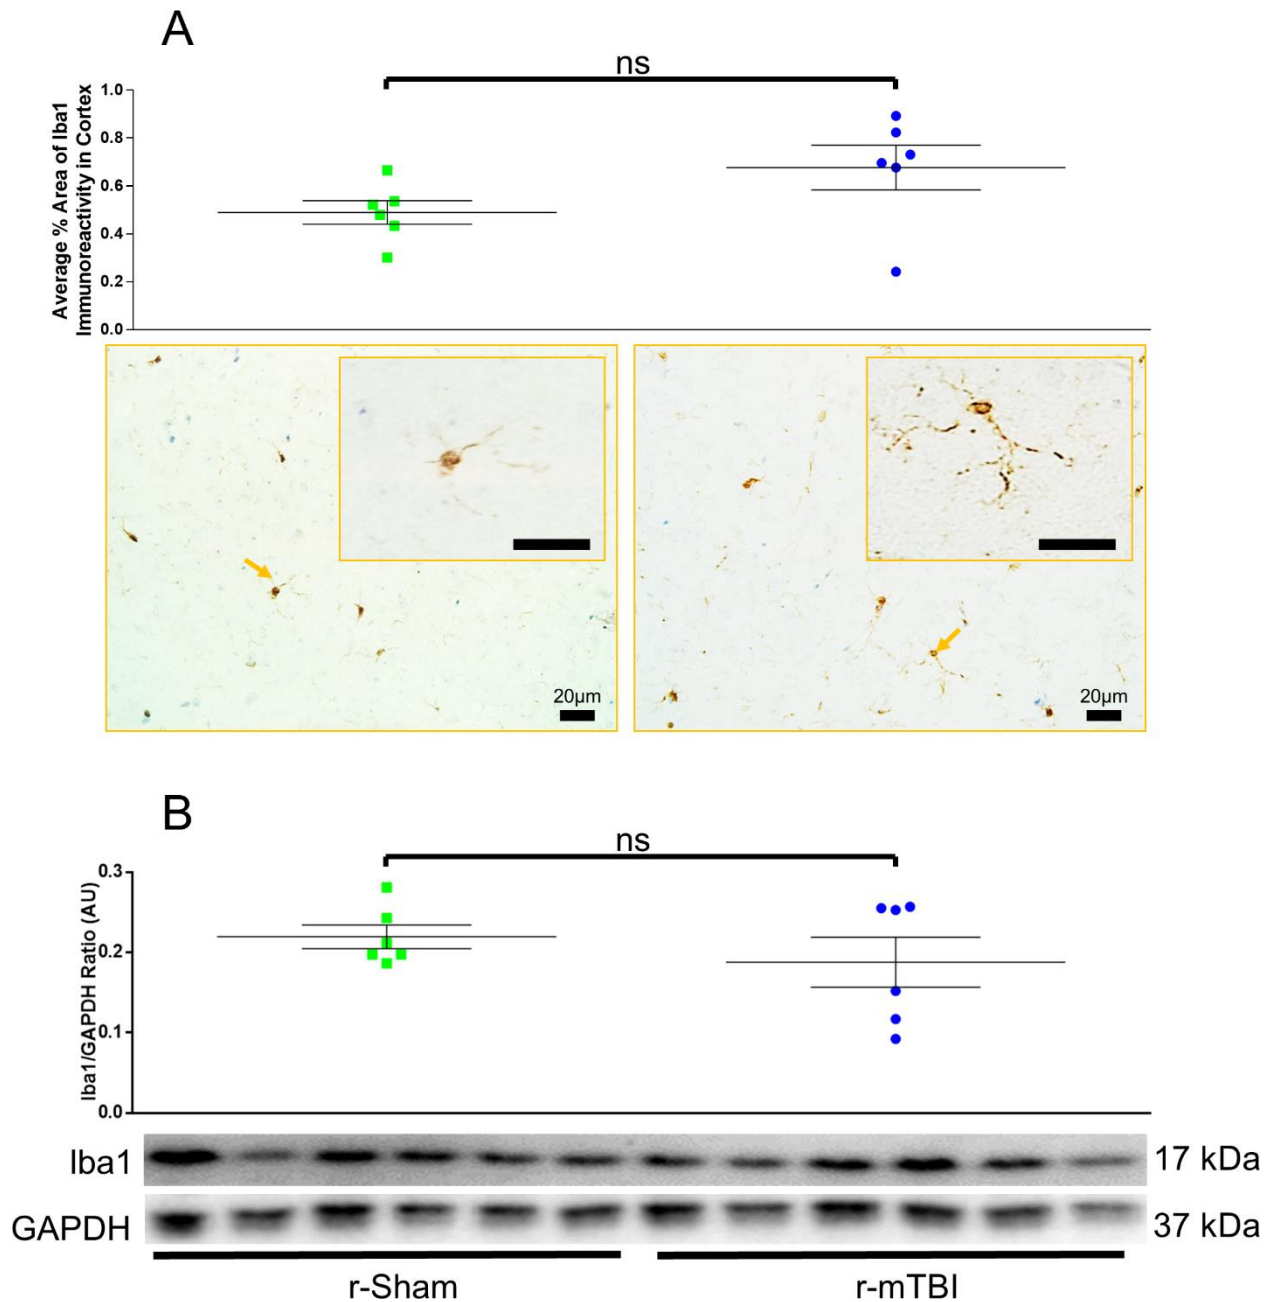 A
ns
Average % Area of Iba1
Immunoreactivity in Cortex
1.0
0.8
0.6
0.4
0.2
0.0
20µm
20µm
B
ns
Iba1/GAPDH Ratio (AU)
0.3
0.2
0.1
0.0
Iba1
17 kDa
GAPDH
37 kDa
r-Sham
r-mTBI